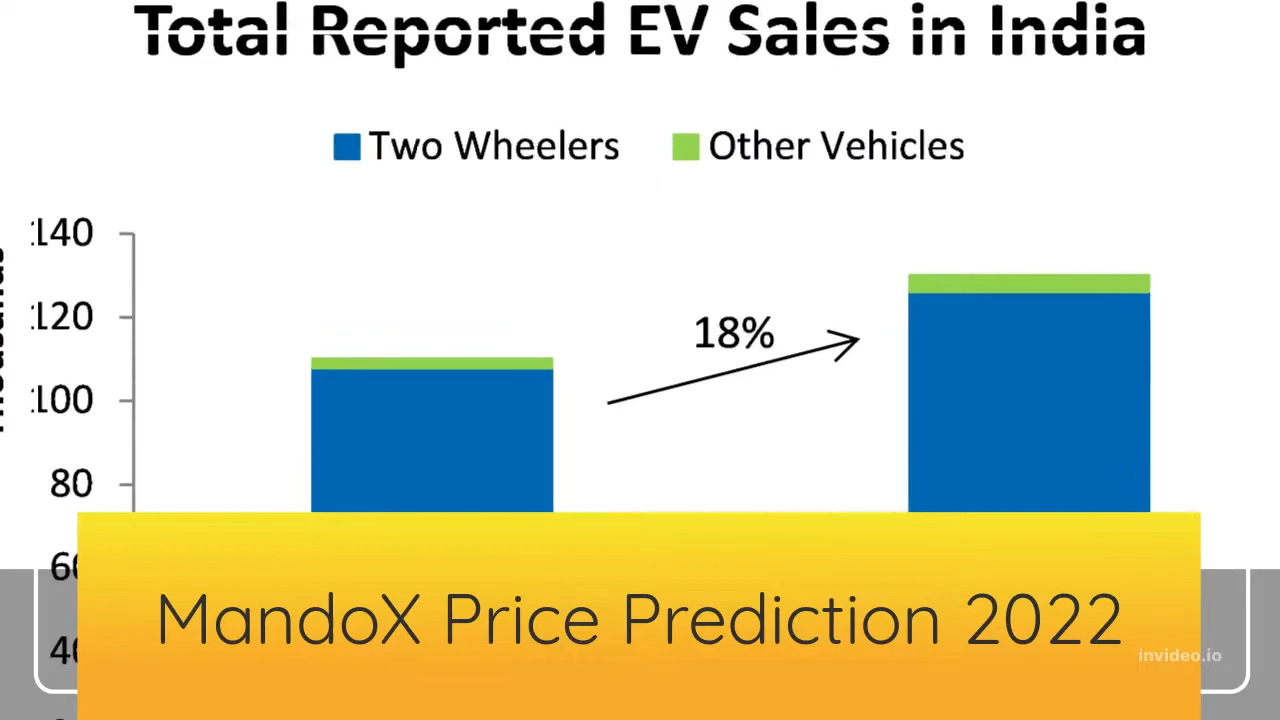 Total Reported EV Sales in India
Two Wheelers
Other Vehicles
140
120
18%
100
80
MandoX Price Prediction 2022
invideo.io